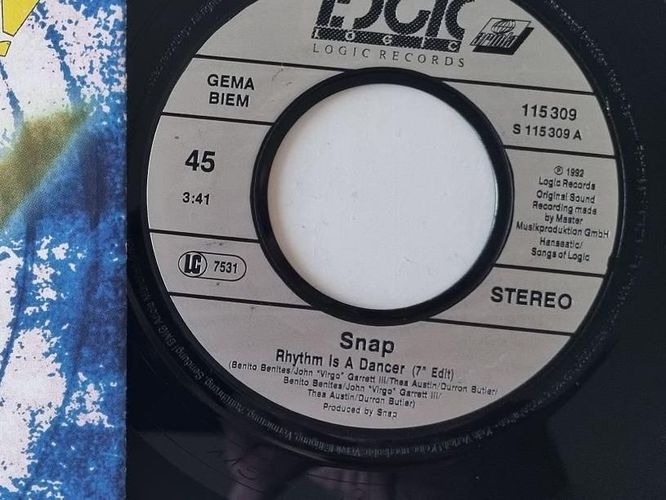 LOGIC
LOGIC
LOGIC RECORDS
GEMA
BIEM
115 309
S 115 309 A
45
3:41
℗ 1992
Logic Records
Original Sound
Recording made
by Master
Musikproduktion GmbH
Hanseatic/
Songs of Logic
LC 7531
STEREO
Snap
Rhythm Is A Dancer (7" Edit)
(Benito Benites/John "Virgo" Garrett III/Thea Austin/Durron Butler/
Benito Benites/John "Virgo" Garrett III/
Thea Austin/Durron Butler)
Produced by Snap